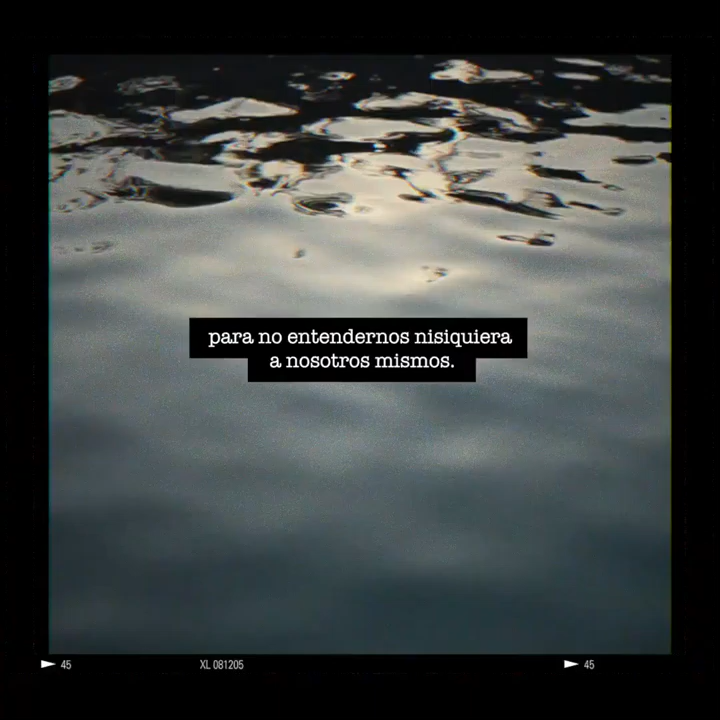 para no entendernos nisiquiera
a nosotros mismos.
► 45 XL 081205 ► 45